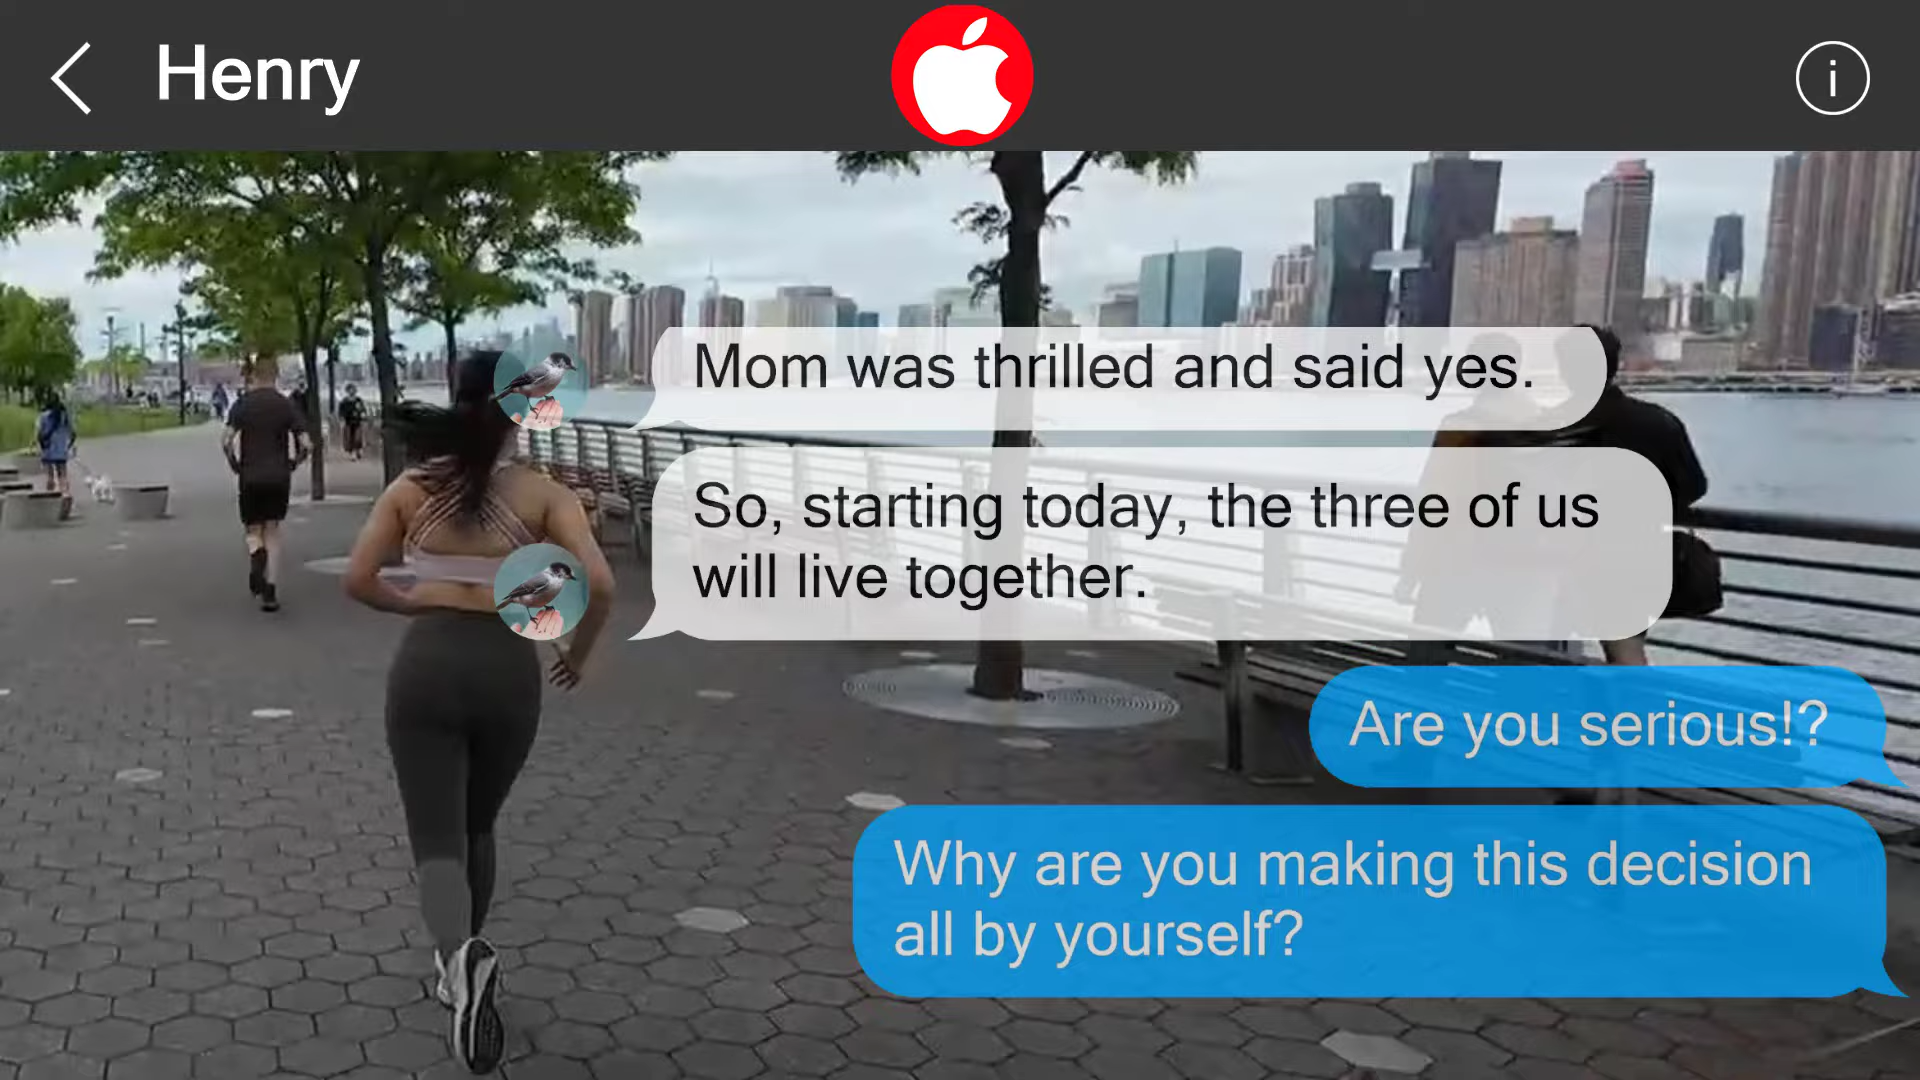 Henry
Mom was thrilled and said yes.
So, starting today, the three of us
will live together.
Are you serious!?
Why are you making this decision
all by yourself?